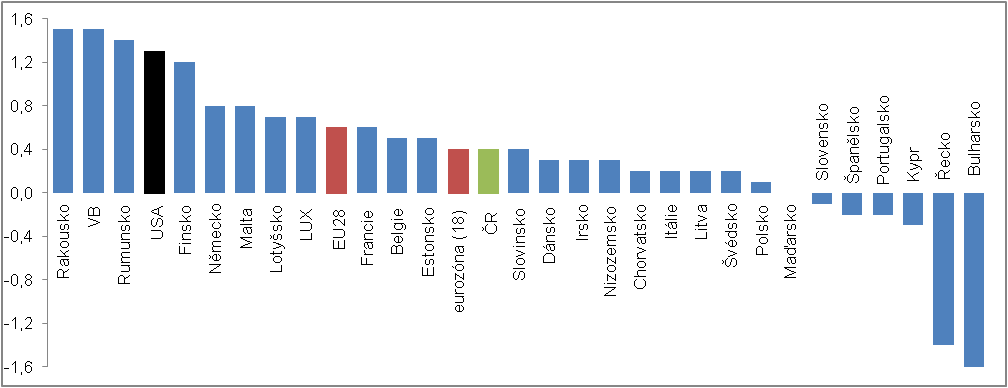 1,6
1,2
0,8
0,4
0,0
-0,4
-0,8
-1,2
-1,6
Rakousko
VB
Rumunsko
USA
Finsko
Německo
Malta
Lotyšsko
LUX
EU28
Francie
Belgie
Estonsko
eurozóna (18)
ČR
Slovinsko
Dánsko
Irsko
Nizozemsko
Chorvatsko
Itálie
Litva
Švédsko
Polsko
Maďarsko
Slovensko
Španělsko
Portugalsko
Kypr
Řecko
Bulharsko